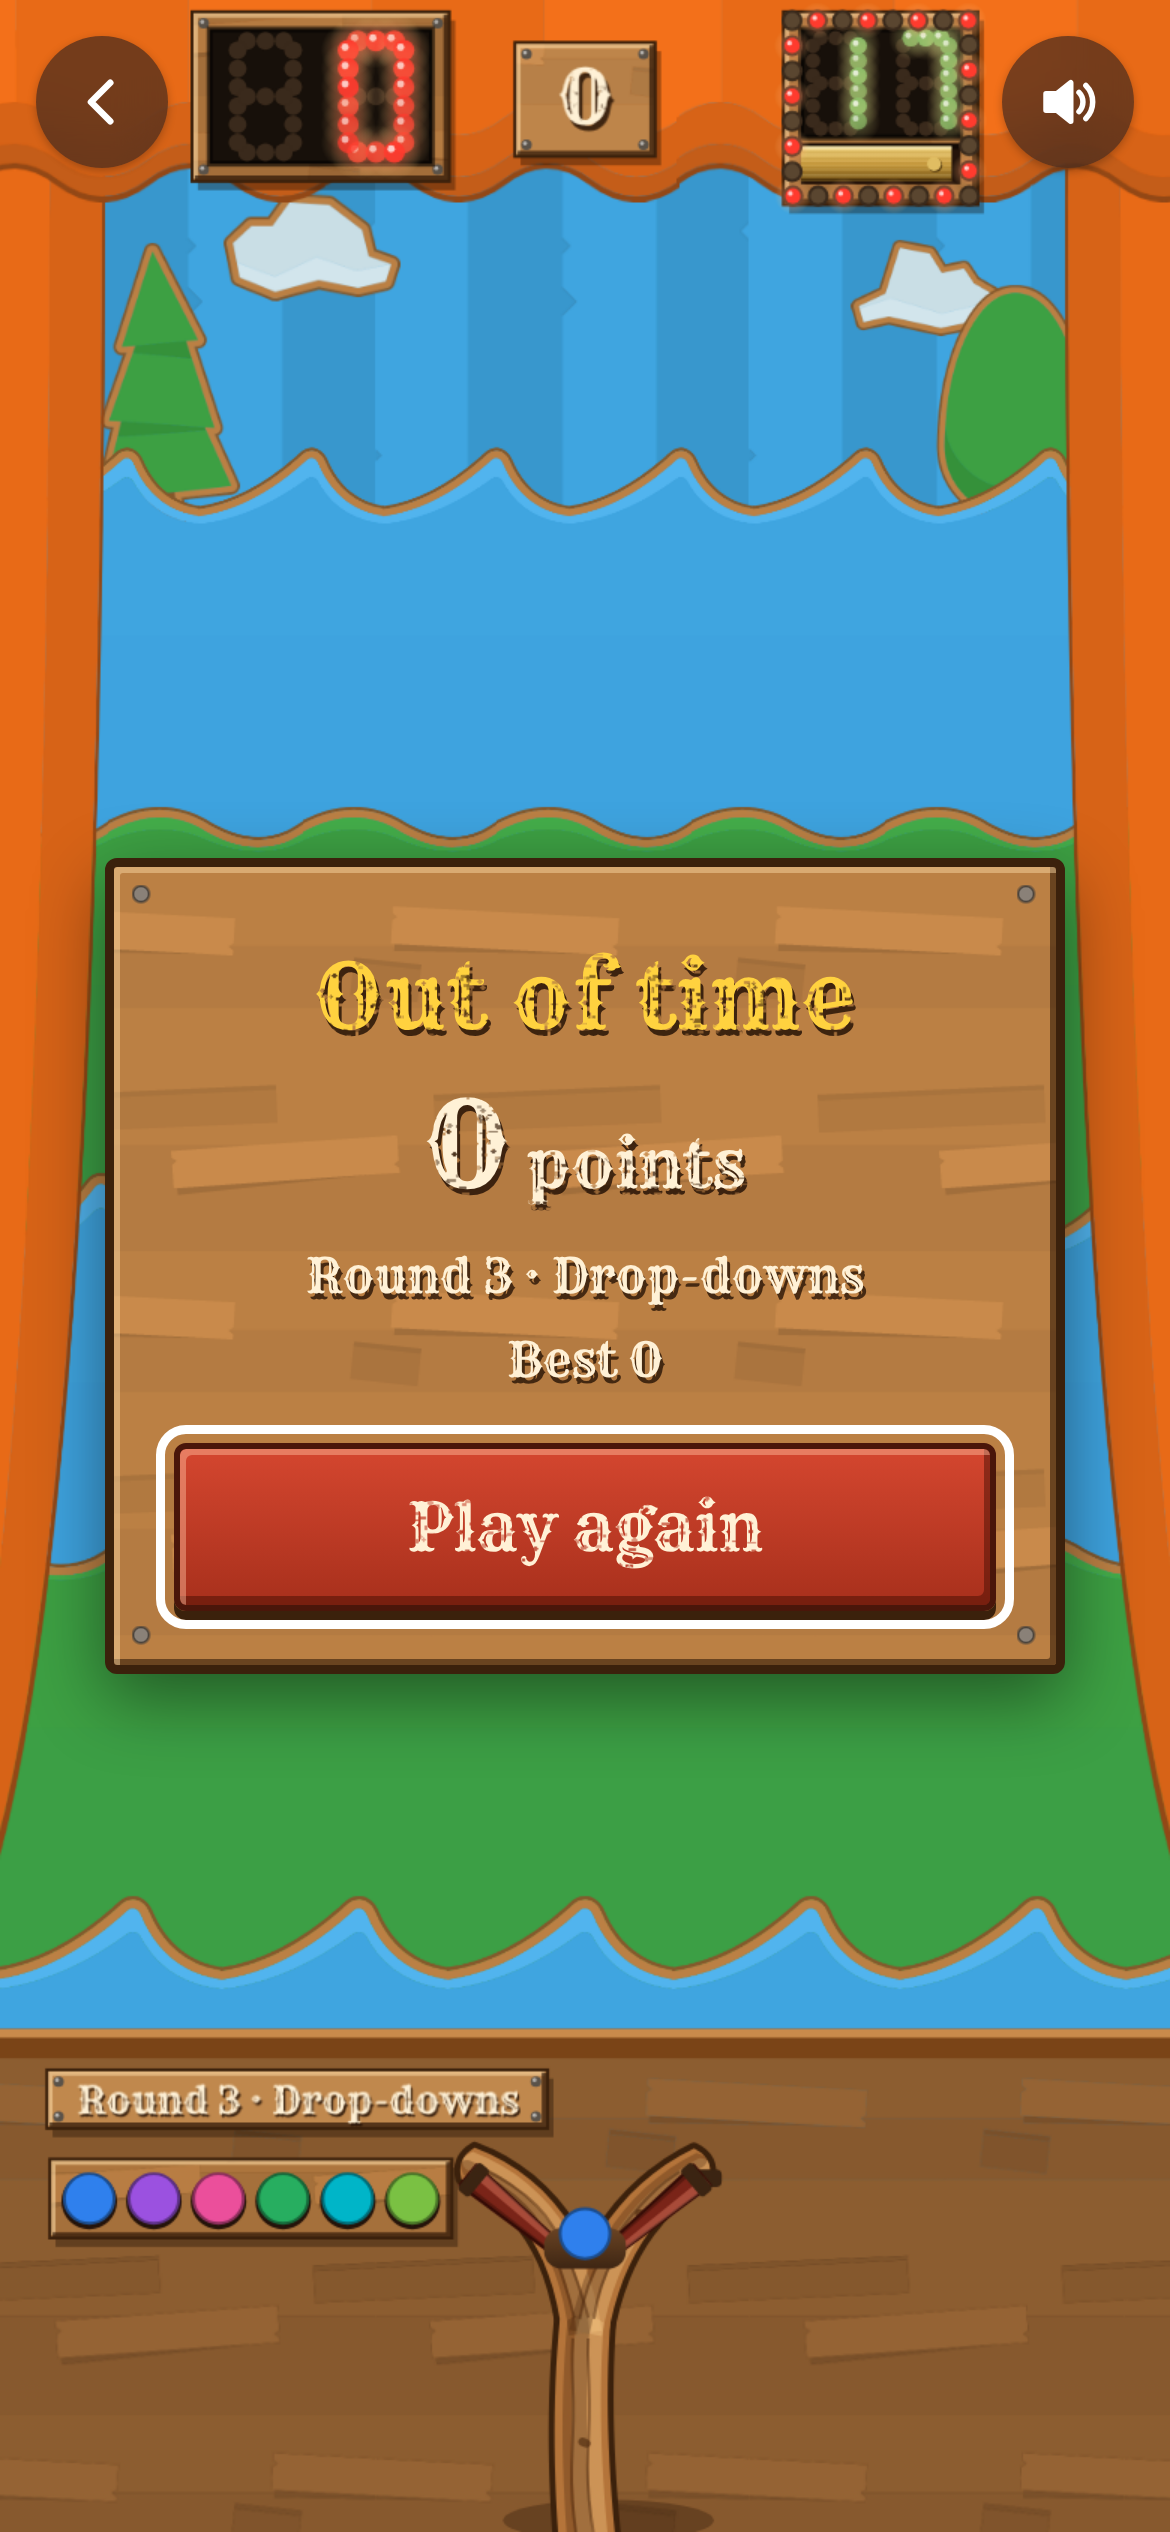 0
0
17
Out of time
0 points
Round 3 · Drop-downs
Best 0
Play again
Round 3 · Drop-downs